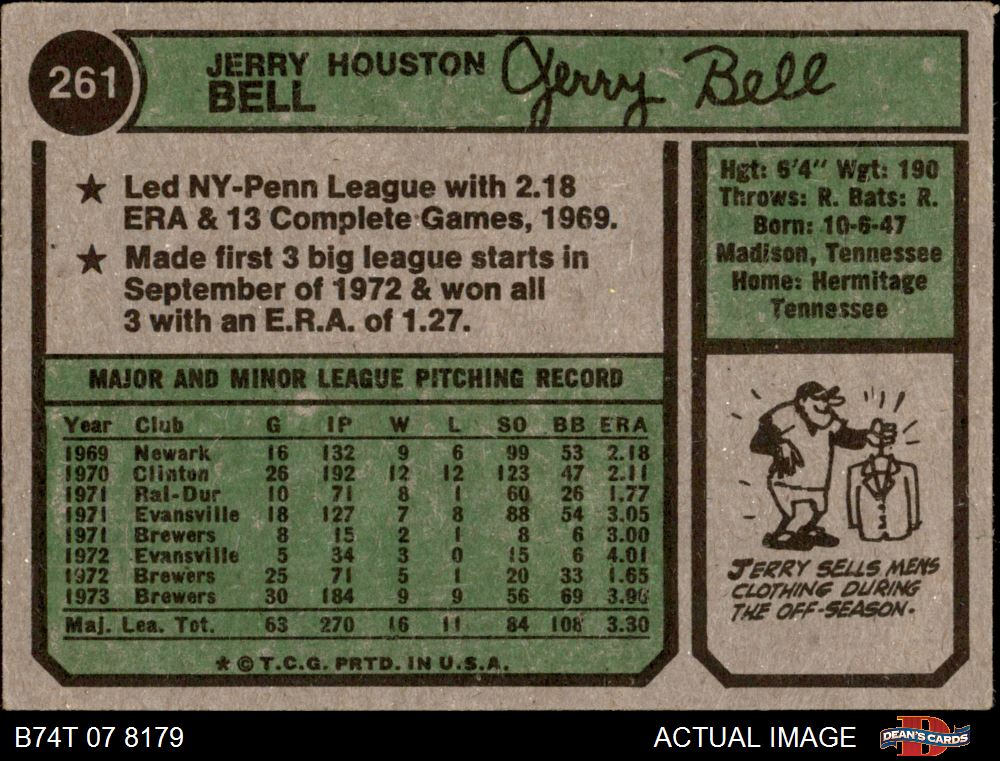 261
JERRY HOUSTON
BELL
Jerry Bell
★ Led NY-Penn League with 2.18
ERA & 13 Complete Games, 1969.
★ Made first 3 big league starts in
September of 1972 & won all
3 with an E.R.A. of 1.27.
Hgt: 6'4" Wgt: 190
Throws: R. Bats: R.
Born: 10-6-47
Madison, Tennessee
Home: Hermitage
Tennessee
MAJOR AND MINOR LEAGUE PITCHING RECORD
Year Club G IP W L SO BB ERA
1969 Newark 16 132 9 6 99 53 2.18
1970 Clinton 26 192 12 12 123 47 2.11
1971 Ral-Dur 10 71 8 1 60 26 1.77
1971 Evansville 18 127 7 8 88 54 3.05
1971 Brewers 8 15 2 1 8 6 3.00
1972 Evansville 5 34 3 0 15 6 4.01
1972 Brewers 25 71 5 1 20 33 1.65
1973 Brewers 30 184 9 9 56 69 3.96
Maj. Lea. Tot. 63 270 16 11 84 108 3.30
★ © T.C.G. PRTD. IN U.S.A.
JERRY SELLS MENS
CLOTHING DURING
THE OFF-SEASON.
B74T 07 8179
ACTUAL IMAGE
D
DEAN'S CARDS